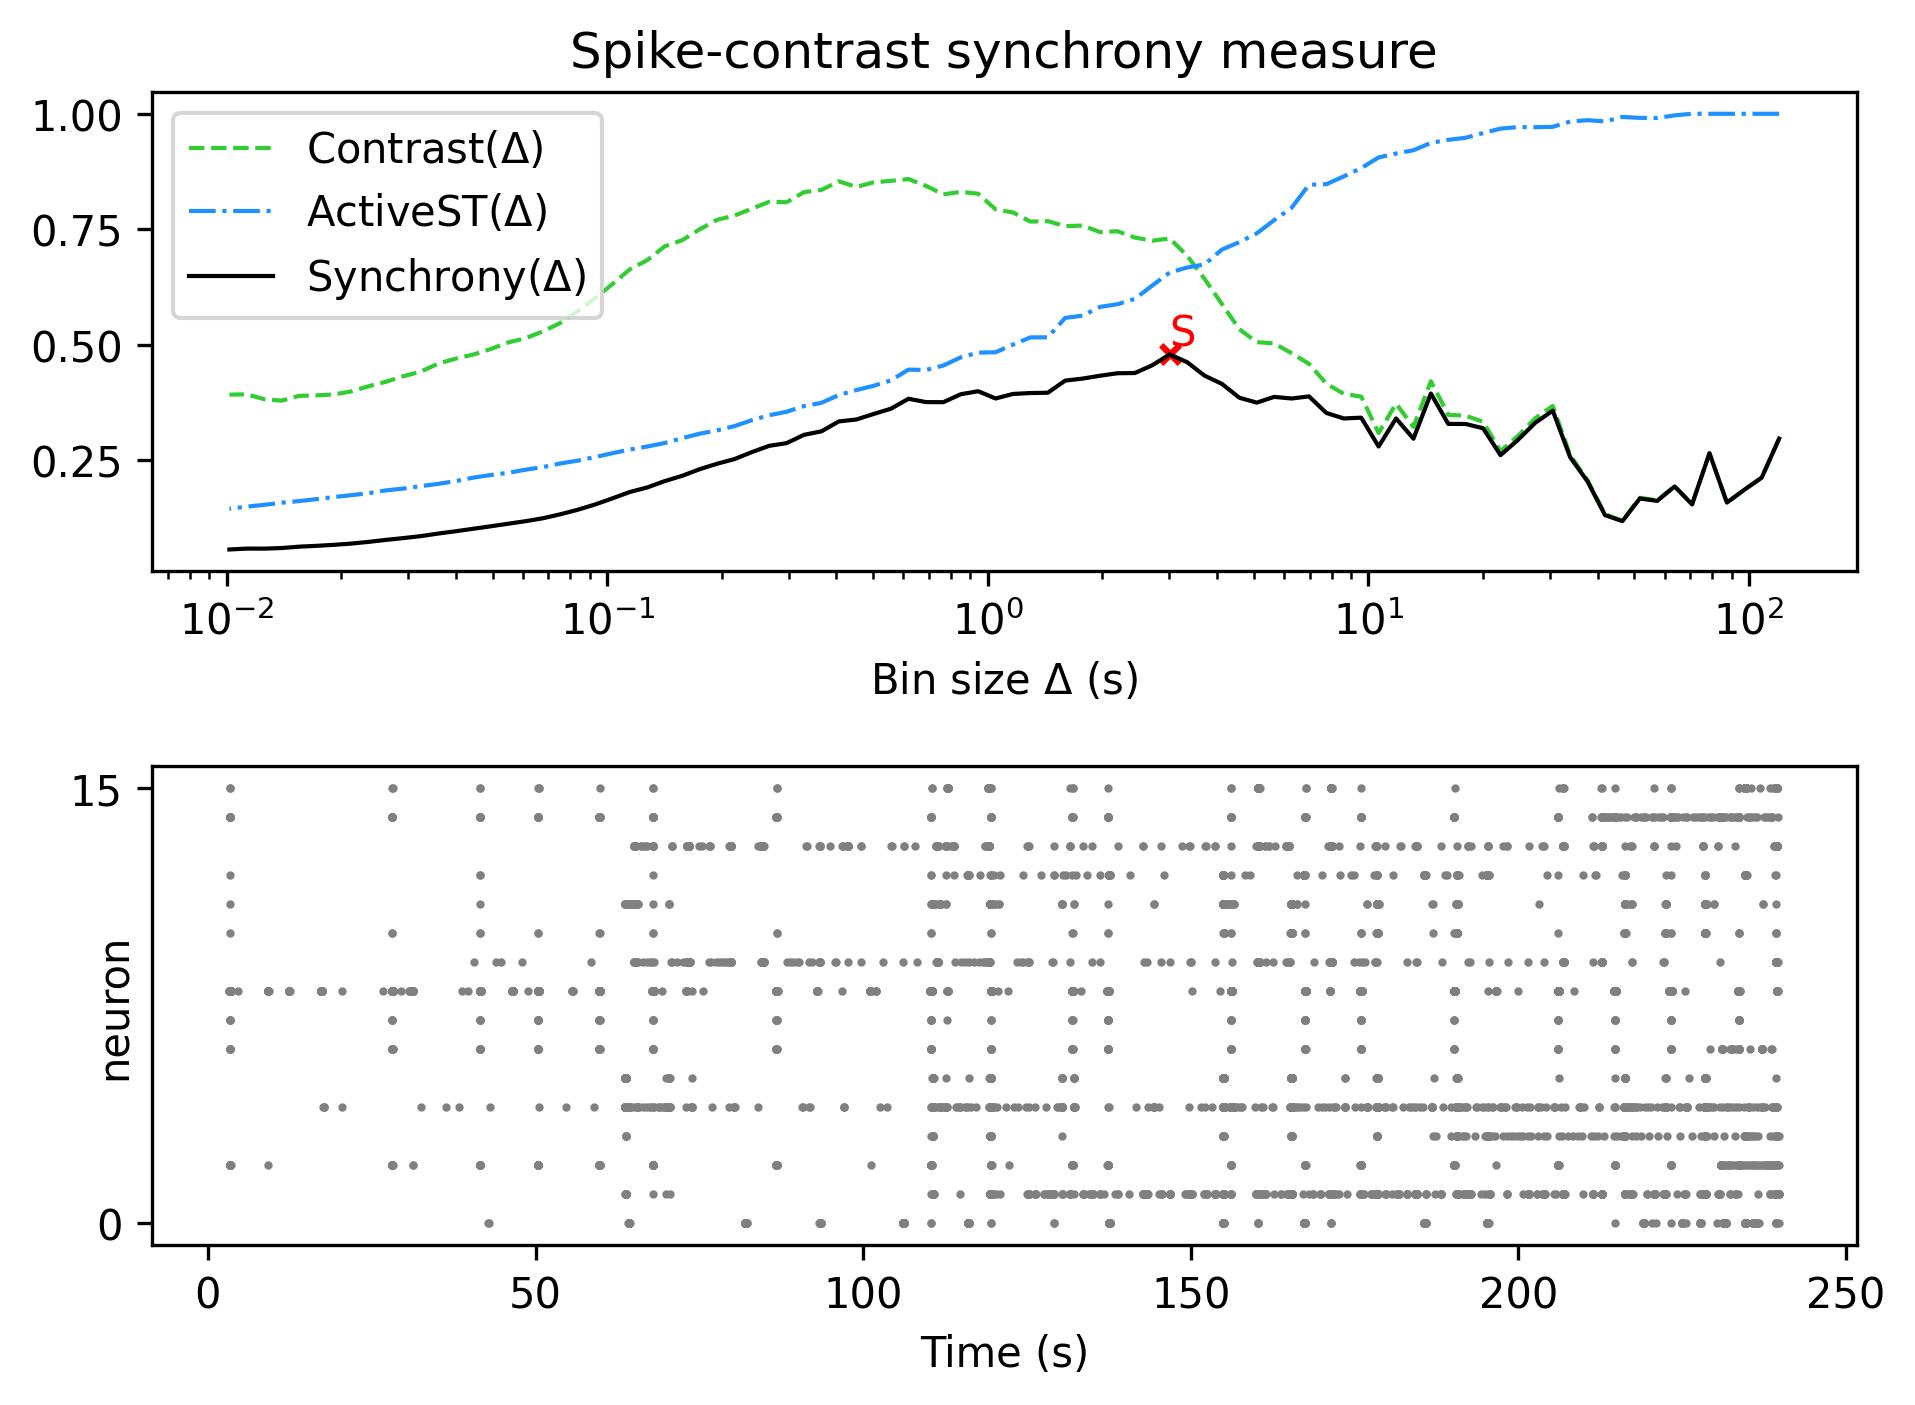 Spike-contrast synchrony measure
1.00
0.75
0.50
0.25
Contrast(Δ)
ActiveST(Δ)
Synchrony(Δ)
S
10⁻² 10⁻¹ 10⁰ 10¹ 10²
Bin size Δ (s)
15
0
neuron
0 50 100 150 200 250
Time (s)